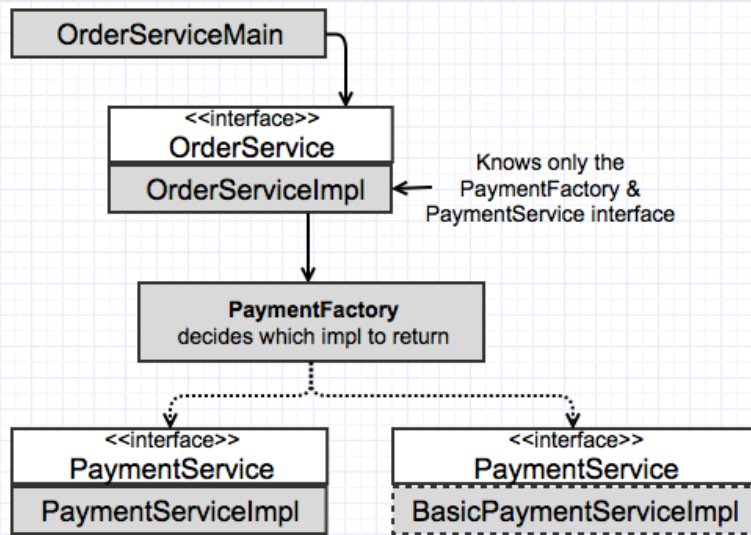 OrderServiceMain
<<interface>>
OrderService
OrderServiceImpl
Knows only the
PaymentFactory &
PaymentService interface
PaymentFactory
decides which impl to return
<<interface>>
PaymentService
PaymentServiceImpl
<<interface>>
PaymentService
BasicPaymentServiceImpl